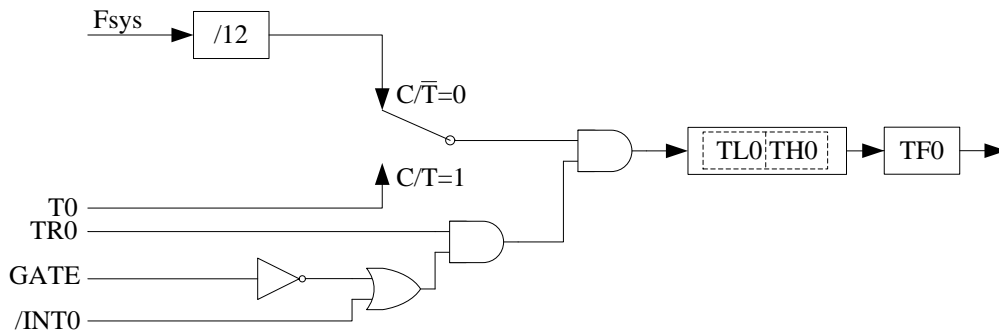 Fsys
/12
C/T̅=0
TL0 TH0
TF0
C/T=1
T0
TR0
GATE
/INT0